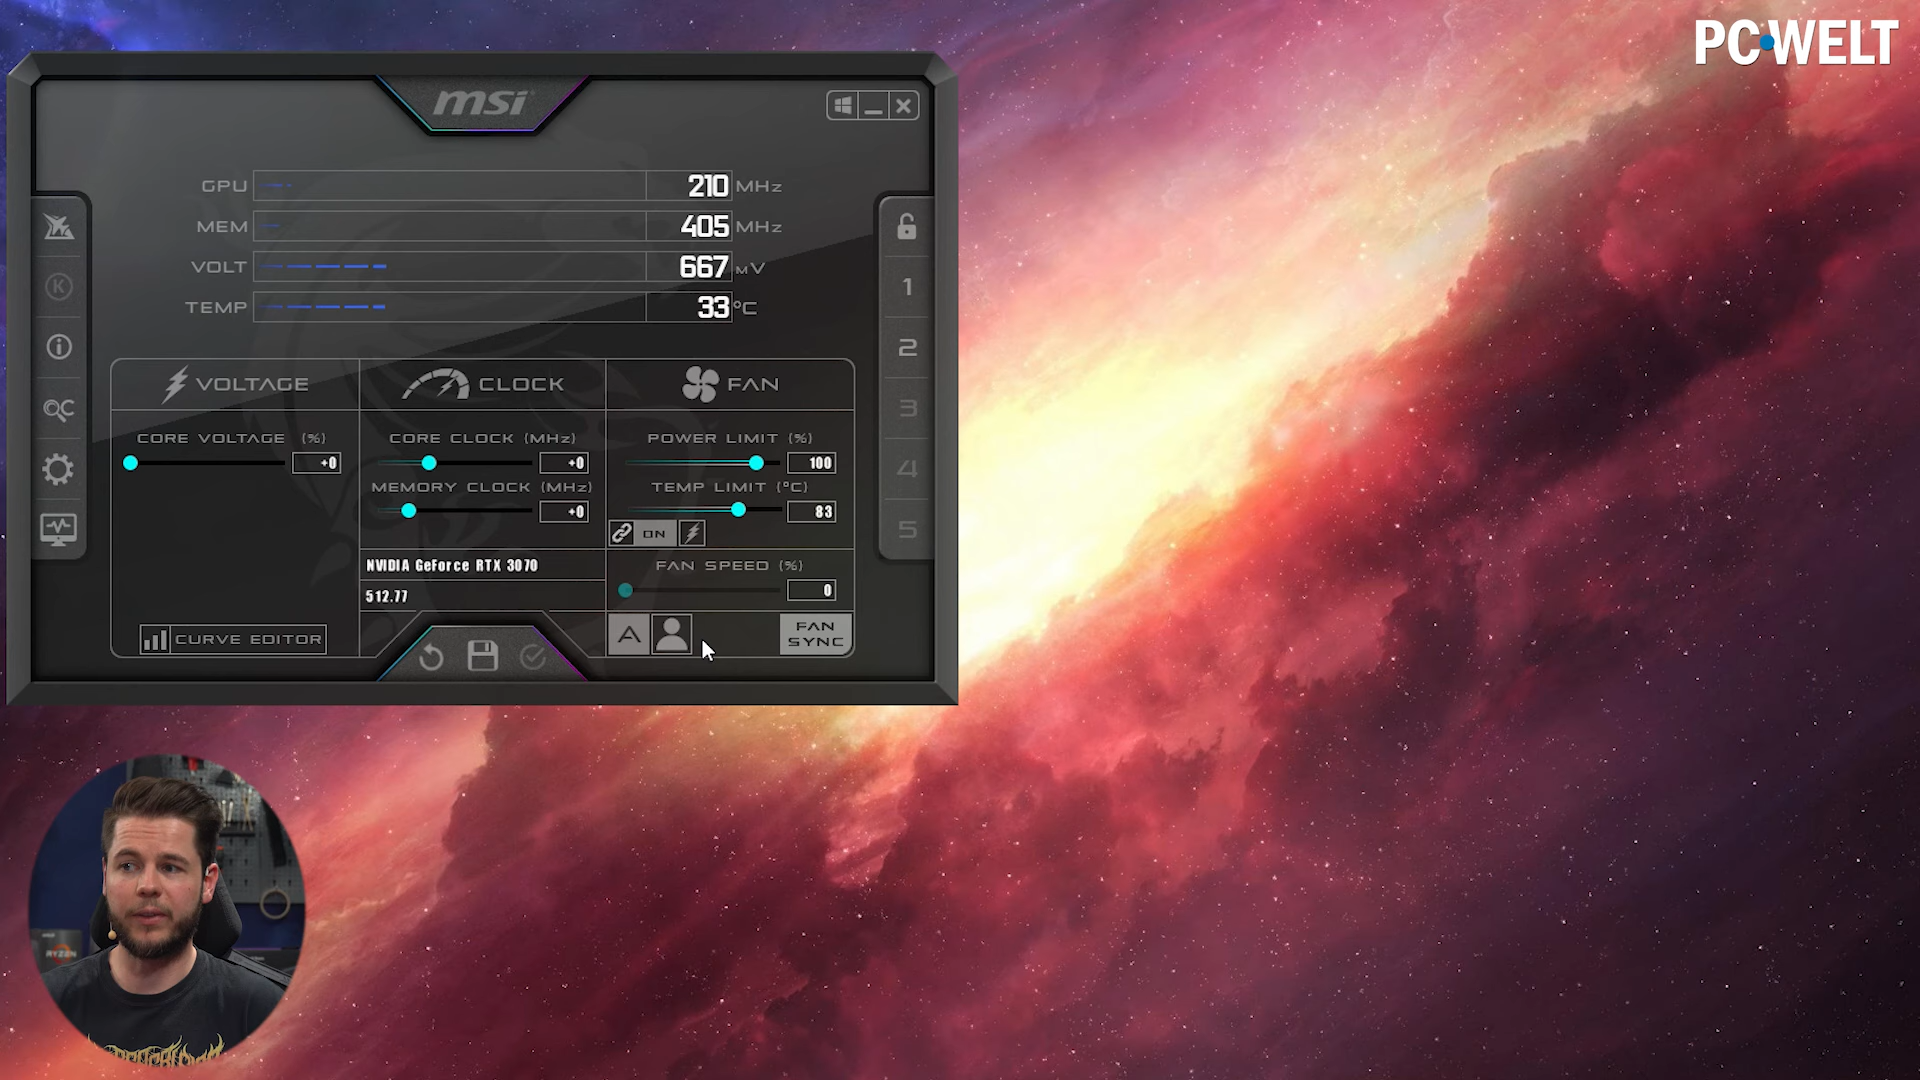 PC WELT
msi
GPU 210 MHz
MEM 405 MHz
VOLT 667 mV
TEMP 33 °C
K
OC
1
2
3
4
5
VOLTAGE
CLOCK
FAN
CORE VOLTAGE (%)
+0
CORE CLOCK (MHz)
+0
MEMORY CLOCK (MHz)
+0
POWER LIMIT (%)
100
TEMP LIMIT (°C)
83
ON
NVIDIA GeForce RTX 3070
512.77
FAN SPEED (%)
0
CURVE EDITOR
A
FAN
SYNC
RYZEN